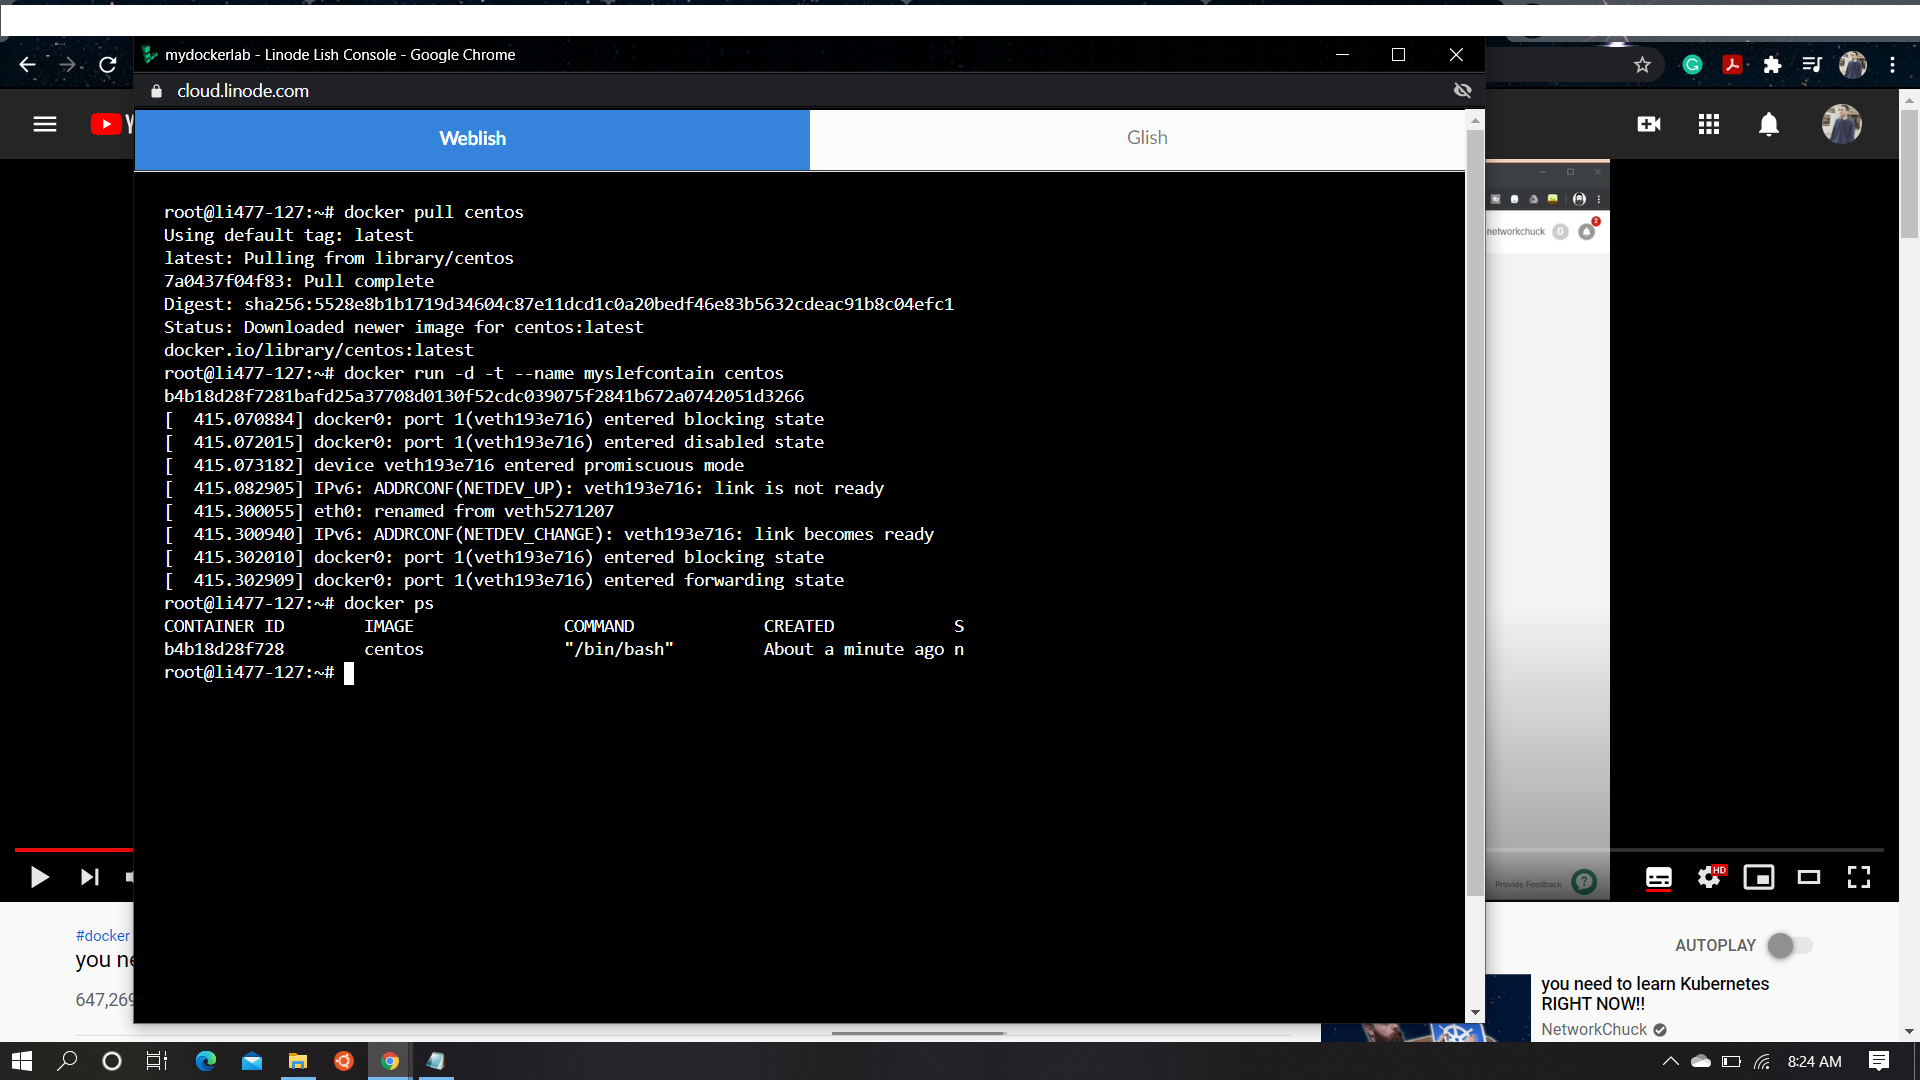 mydockerlab - Linode Lish Console - Google Chrome
cloud.linode.com
Weblish
Glish
root@li477-127:~# docker pull centos
Using default tag: latest
latest: Pulling from library/centos
7a0437f04f83: Pull complete
Digest: sha256:5528e8b1b1719d34604c87e11dcd1c0a20bedf46e83b5632cdeac91b8c04efc1
Status: Downloaded newer image for centos:latest
docker.io/library/centos:latest
root@li477-127:~# docker run -d -t --name myslefcontain centos
b4b18d28f7281bafd25a37708d0130f52cdc039075f2841b672a0742051d3266
[  415.070884] docker0: port 1(veth193e716) entered blocking state
[  415.072015] docker0: port 1(veth193e716) entered disabled state
[  415.073182] device veth193e716 entered promiscuous mode
[  415.082905] IPv6: ADDRCONF(NETDEV_UP): veth193e716: link is not ready
[  415.300055] eth0: renamed from veth5271207
[  415.300940] IPv6: ADDRCONF(NETDEV_CHANGE): veth193e716: link becomes ready
[  415.302010] docker0: port 1(veth193e716) entered blocking state
[  415.302909] docker0: port 1(veth193e716) entered forwarding state
root@li477-127:~# docker ps
CONTAINER ID        IMAGE               COMMAND             CREATED            S
b4b18d28f728        centos              "/bin/bash"         About a minute ago n
root@li477-127:~#
networkchuck
0
2
Provide Feedback
?
HD
#docker
you ne
647,269
AUTOPLAY
you need to learn Kubernetes
RIGHT NOW!!
NetworkChuck
8:24 AM